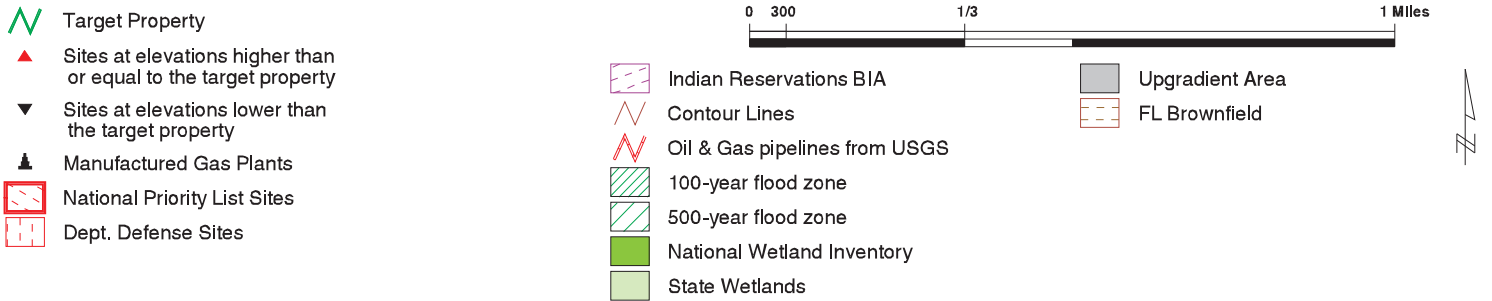 Target Property
Sites at elevations higher than
or equal to the target property
Sites at elevations lower than
the target property
Manufactured Gas Plants
National Priority List Sites
Dept. Defense Sites
0 300 1/3 1 Miles
Indian Reservations BIA
Contour Lines
Oil & Gas pipelines from USGS
100-year flood zone
500-year flood zone
National Wetland Inventory
State Wetlands
Upgradient Area
FL Brownfield
N